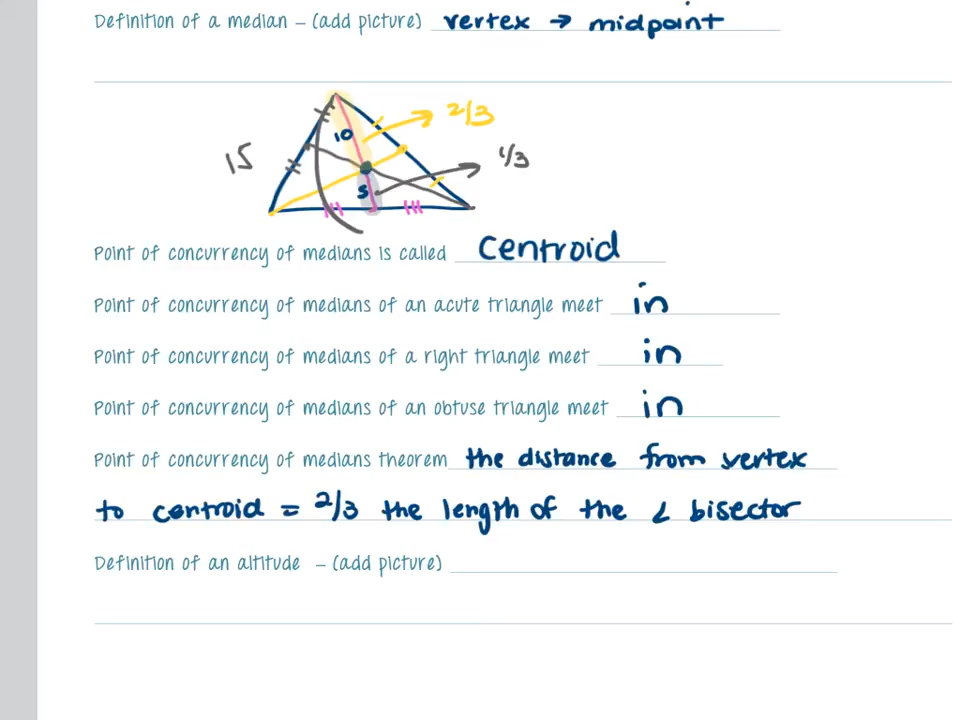 Definition of a median – (add picture) vertex → midpoint
2/3
10
15
1/3
5
Point of concurrency of medians is called centroid
Point of concurrency of medians of an acute triangle meet in
Point of concurrency of medians of a right triangle meet in
Point of concurrency of medians of an obtuse triangle meet in
Point of concurrency of medians theorem the distance from vertex
to centroid = 2/3 the length of the ∠ bisector
Definition of an altitude – (add picture)